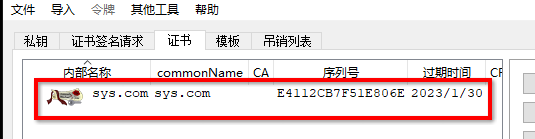 文件 导入 令牌 其他工具 帮助
私钥 证书签名请求 证书 模板 吊销列表
内部名称 commonName CA 序列号 过期时间
sys.com sys.com E4112CB7F51E806E 2023/1/30